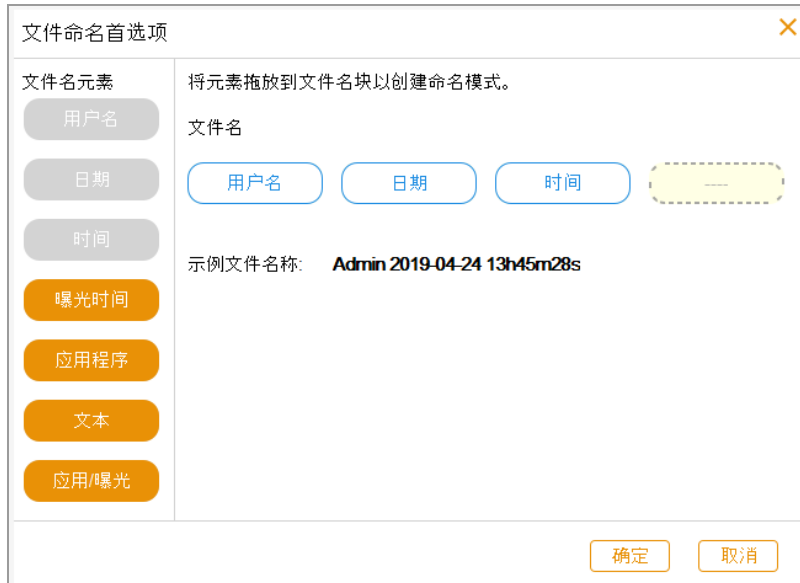 文件命名首选项
文件名元素
用户名
日期
时间
曝光时间
应用程序
文本
应用/曝光
将元素拖放到文件名块以创建命名模式。
文件名
用户名 日期 时间 ----
示例文件名称: Admin 2019-04-24 13h45m28s
确定 取消